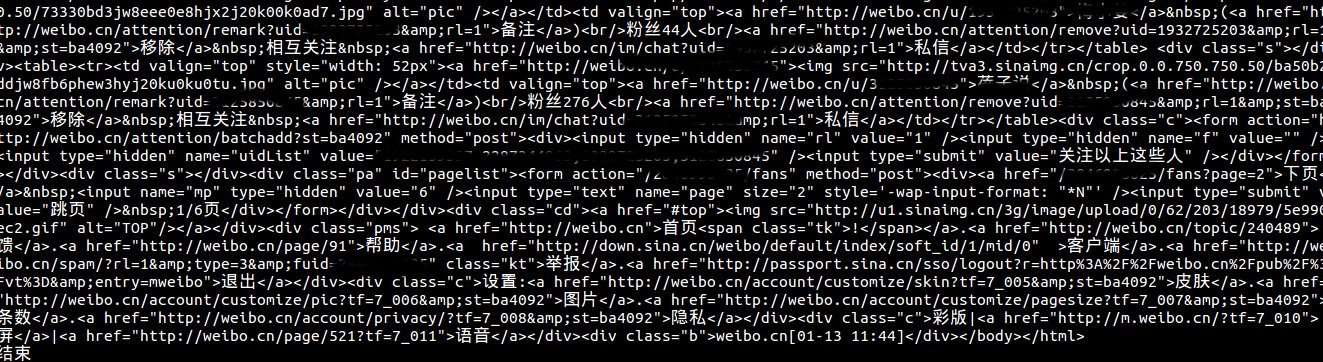 0.50/73330bd3jw8eee0e8hjx2j20k00k0ad7.jpg" alt="pic" /></a></td><td valign="top"><a href="http://weibo.cn/u/ </a>&nbsp;(<a href="ht
tp://weibo.cn/attention/remark?uid= &amp;rl=1">备注</a>)<br/>粉丝44人<br/><a href="http://weibo.cn/attention/remove?uid=1932725203&amp;rl=1
&amp;st=ba4092">移除</a>&nbsp;相互关注&nbsp;<a href="http://weibo.cn/im/chat?uid= &amp;rl=1">私信</a></td></tr></table> <div class="s"></di
v><table><tr><td valign="top" style="width: 52px"><a href="http://weibo. "><img src="http://tva3.sinaimg.cn/crop.0.0.750.750.50/ba50b2
ddjw8fb6phew3hyj20ku0ku0tu.jpg" alt="pic" /></a></td><td valign="top"><a href="http://weibo.cn/u/3 </a>&nbsp;(<a href="http://weibo.
cn/attention/remark?uid= &amp;rl=1">备注</a>)<br/>粉丝276人<br/><a href="http://weibo.cn/attention/remove?uid= &amp;rl=1&amp;st=ba
4092">移除</a>&nbsp;相互关注&nbsp;<a href="http://weibo.cn/im/chat?uid= &amp;rl=1">私信</a></td></tr></table><div class="c"><form action="h
ttp://weibo.cn/attention/batchadd?st=ba4092" method="post"><div><input type="hidden" name="rl" value="1" /><input type="hidden" name="f" value="" />
<input type="hidden" name="uidList" value=" " /><input type="submit" value="关注以上这些人" /></div></form
></div><div class="s"></div><div class="pa" id="pagelist"><form action="/ /fans" method="post"><div><a href="/ /fans?page=2">下页<
/a>&nbsp;<input name="mp" type="hidden" value="6" /><input type="text" name="page" size="2" style='-wap-input-format: "*N"' /><input type="submit" v
alue="跳页" />&nbsp;1/6页</div></form></div></div><div class="cd"><a href="#top"><img src="http://u1.sinaimg.cn/3g/image/upload/0/62/203/18979/5e990
ec2.gif" alt="TOP"/></a></div><div class="pms"> <a href="http://weibo.cn">首页<span class="tk">!</span></a>.<a href="http://weibo.cn/topic/240489">
馈</a>.<a href="http://weibo.cn/page/91">帮助</a>.<a  href="http://down.sina.cn/weibo/default/index/soft_id/1/mid/0"  >客户端</a>.<a href="http://we
ibo.cn/spam/?rl=1&amp;type=3&amp;fuid= " class="kt">举报</a>.<a href="http://passport.sina.cn/sso/logout?r=http%3A%2F%2Fweibo.cn%2Fpub%2F%3
Fvt%3D&amp;entry=mweibo">退出</a></div><div class="c">设置:<a href="http://weibo.cn/account/customize/skin?tf=7_005&amp;st=ba4092">皮肤</a>.<a href=
"http://weibo.cn/account/customize/pic?tf=7_006&amp;st=ba4092">图片</a>.<a href="http://weibo.cn/account/customize/pagesize?tf=7_007&amp;st=ba4092">
条数</a>.<a href="http://weibo.cn/account/privacy/?tf=7_008&amp;st=ba4092">隐私</a></div><div class="c">彩版|<a href="http://m.weibo.cn/?tf=7_010">
屏</a>|<a href="http://weibo.cn/page/521?tf=7_011">语音</a></div><div class="b">weibo.cn[01-13 11:44]</div></body></html>
结束